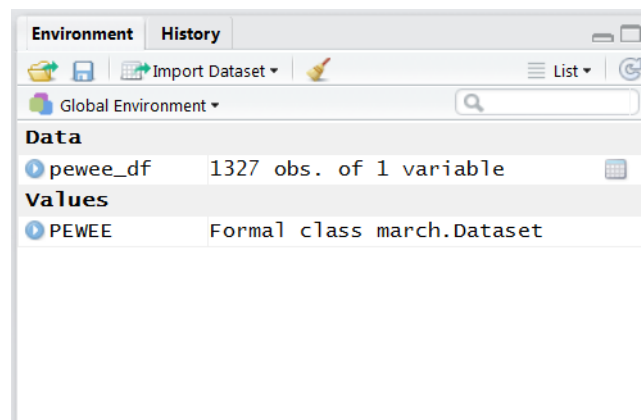 Environment History
Import Dataset List
Global Environment
Data
pewee_df 1327 obs. of 1 variable
Values
PEWEE Formal class march.Dataset